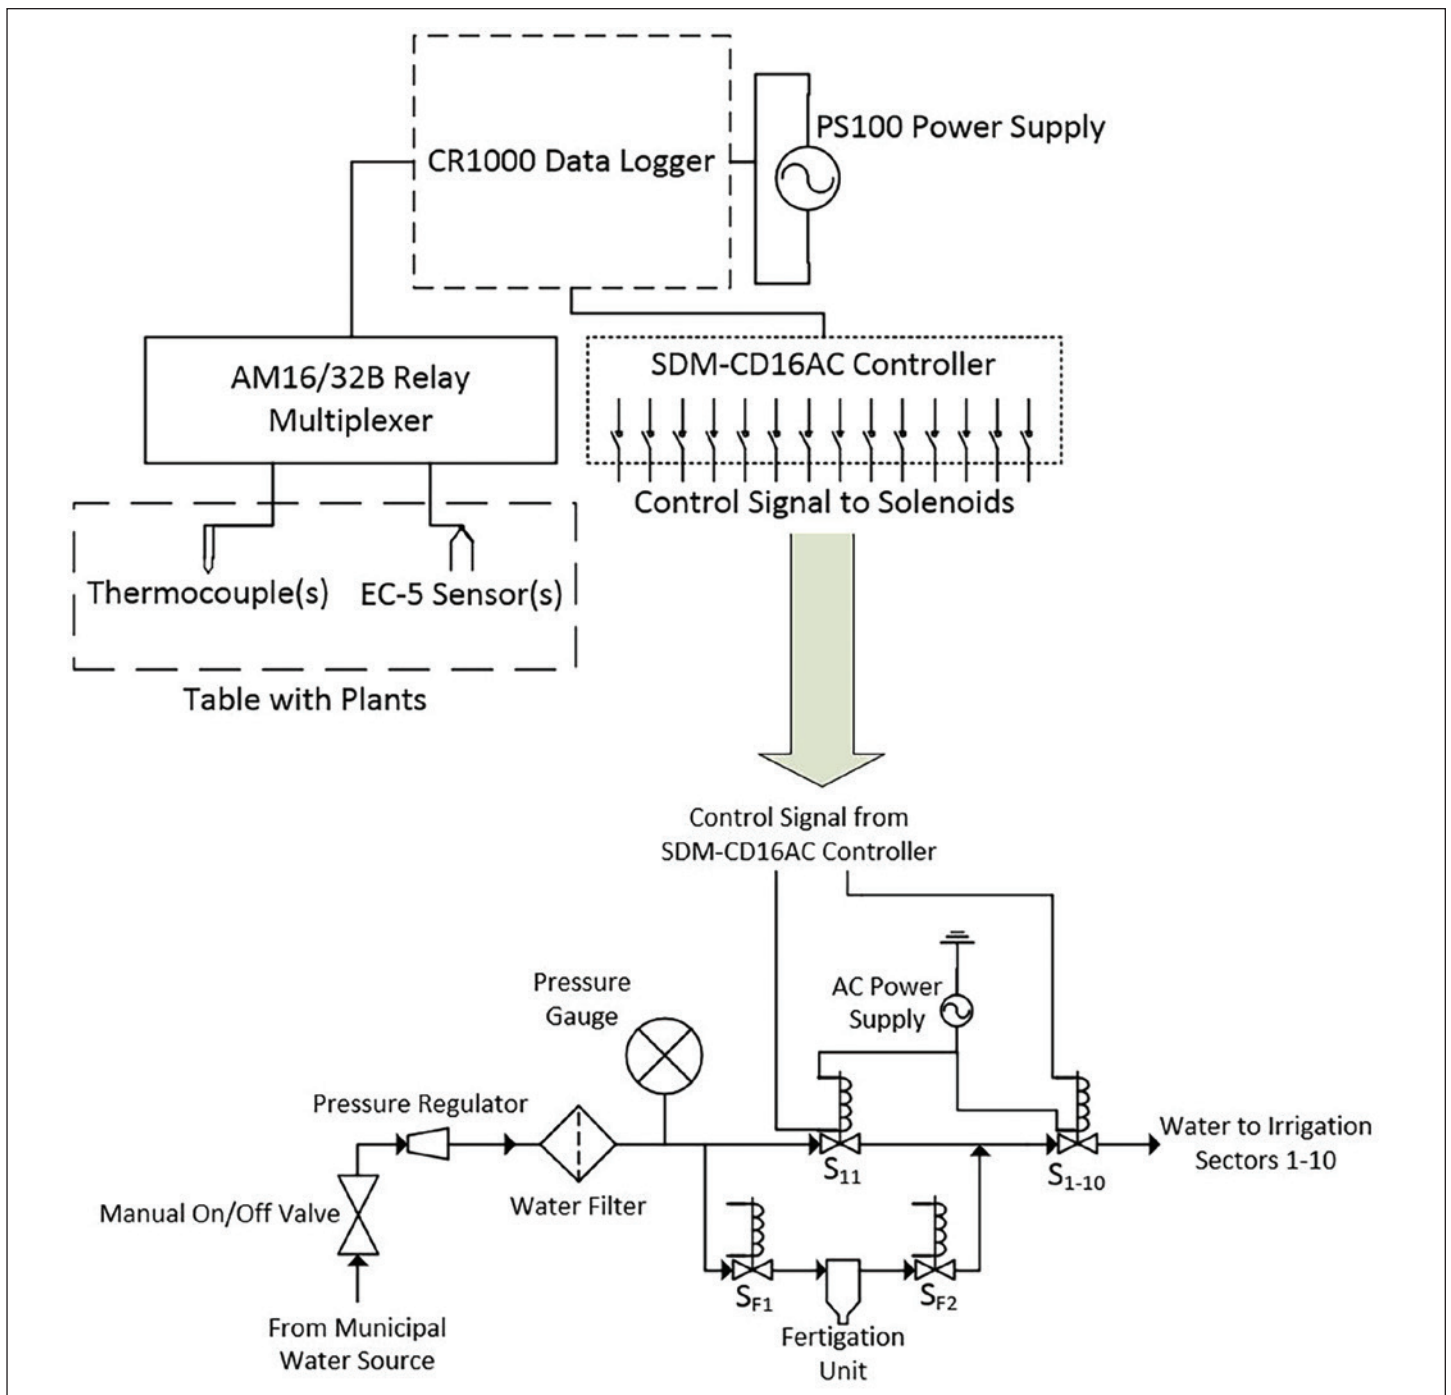 PS100 Power Supply
CR1000 Data Logger
AM16/32B Relay
Multiplexer
SDM-CD16AC Controller
Control Signal to Solenoids
Thermocouple(s)
EC-5 Sensor(s)
Table with Plants
Control Signal from
SDM-CD16AC Controller
AC Power
Supply
Pressure
Gauge
Pressure Regulator
Water Filter
Manual On/Off Valve
From Municipal
Water Source
S11
S1-10
Water to Irrigation
Sectors 1-10
SF1
SF2
Fertigation
Unit